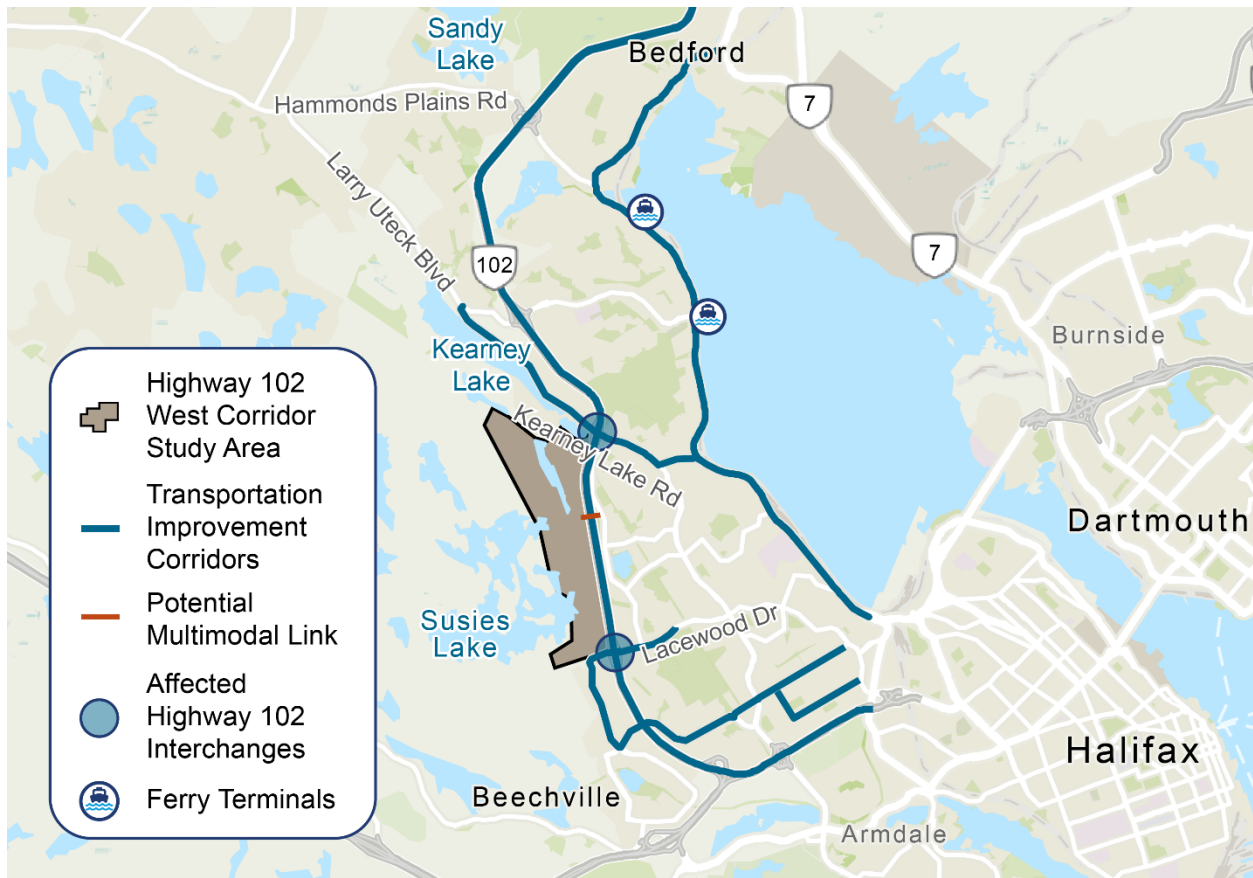 Sandy
Lake
Bedford
Hammonds Plains Rd
7
Larry Uteck Blvd
7
102
Burnside
Kearney
Lake
Kearney Lake Rd
Dartmouth
Susies
Lake
Lacewood Dr
Halifax
Beechville
Armdale
Highway 102
West Corridor
Study Area
Transportation
Improvement
Corridors
Potential
Multimodal Link
Affected
Highway 102
Interchanges
Ferry Terminals